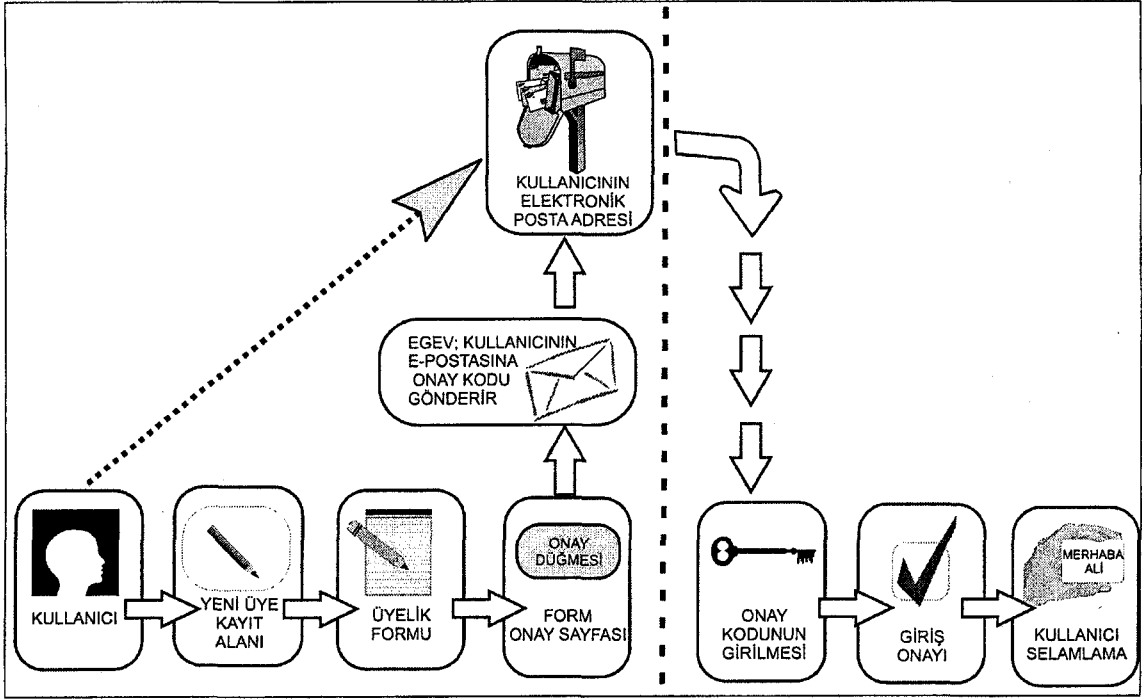 KULLANICININ
ELEKTRONİK
POSTA ADRESİ
EGEV; KULLANICININ
E-POSTASINA
ONAY KODU
GÖNDERİR
KULLANICI
YENİ ÜYE
KAYIT
ALANI
ÜYELİK
FORMU
ONAY
DÜĞMESİ
FORM
ONAY SAYFASI
ONAY
KODUNUN
GİRİLMESİ
GİRİŞ
ONAYI
MERHABA
ALİ
KULLANICI
SELAMLAMA